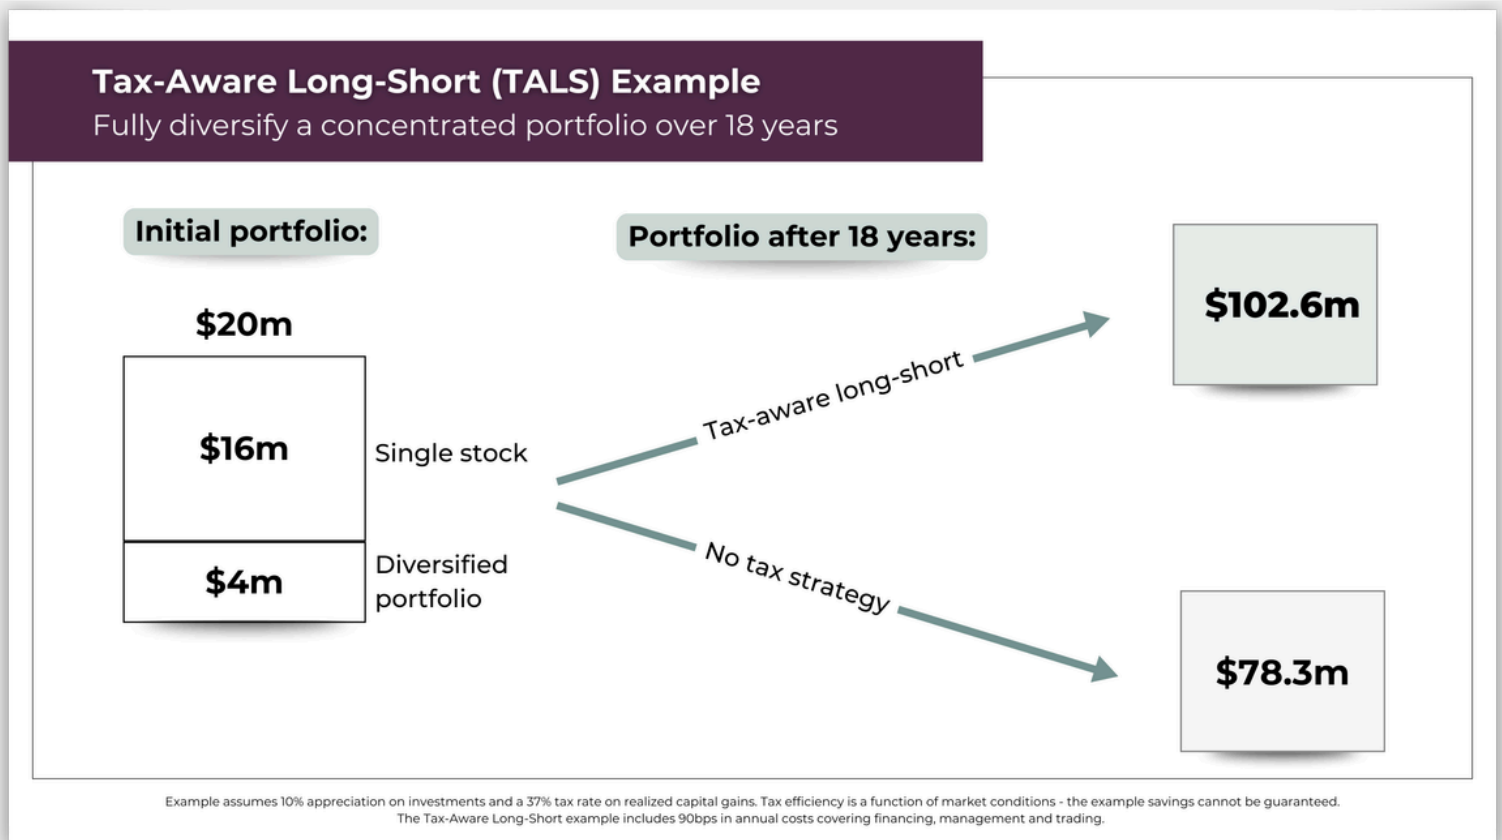 Tax-Aware Long-Short (TALS) Example
Fully diversify a concentrated portfolio over 18 years
Initial portfolio:
$20m
$16m
Single stock
$4m
Diversified
portfolio
Portfolio after 18 years:
Tax-aware long-short
$102.6m
No tax strategy
$78.3m
Example assumes 10% appreciation on investments and a 37% tax rate on realized capital gains. Tax efficiency is a function of market conditions - the example savings cannot be guaranteed.
The Tax-Aware Long-Short example includes 90bps in annual costs covering financing, management and trading.